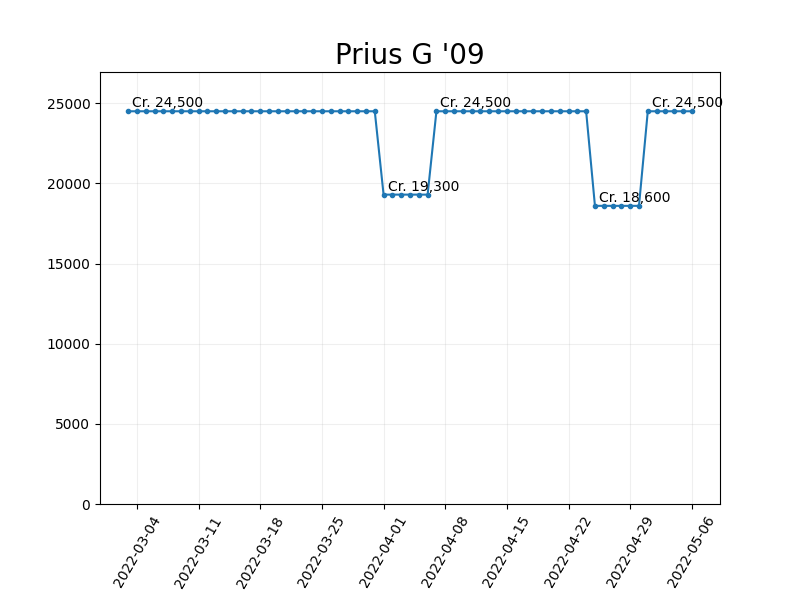 Prius G '09
25000
20000
15000
10000
5000
0
Cr. 24,500
Cr. 19,300
Cr. 24,500
Cr. 18,600
Cr. 24,500
2022-03-04
2022-03-11
2022-03-18
2022-03-25
2022-04-01
2022-04-08
2022-04-15
2022-04-22
2022-04-29
2022-05-06